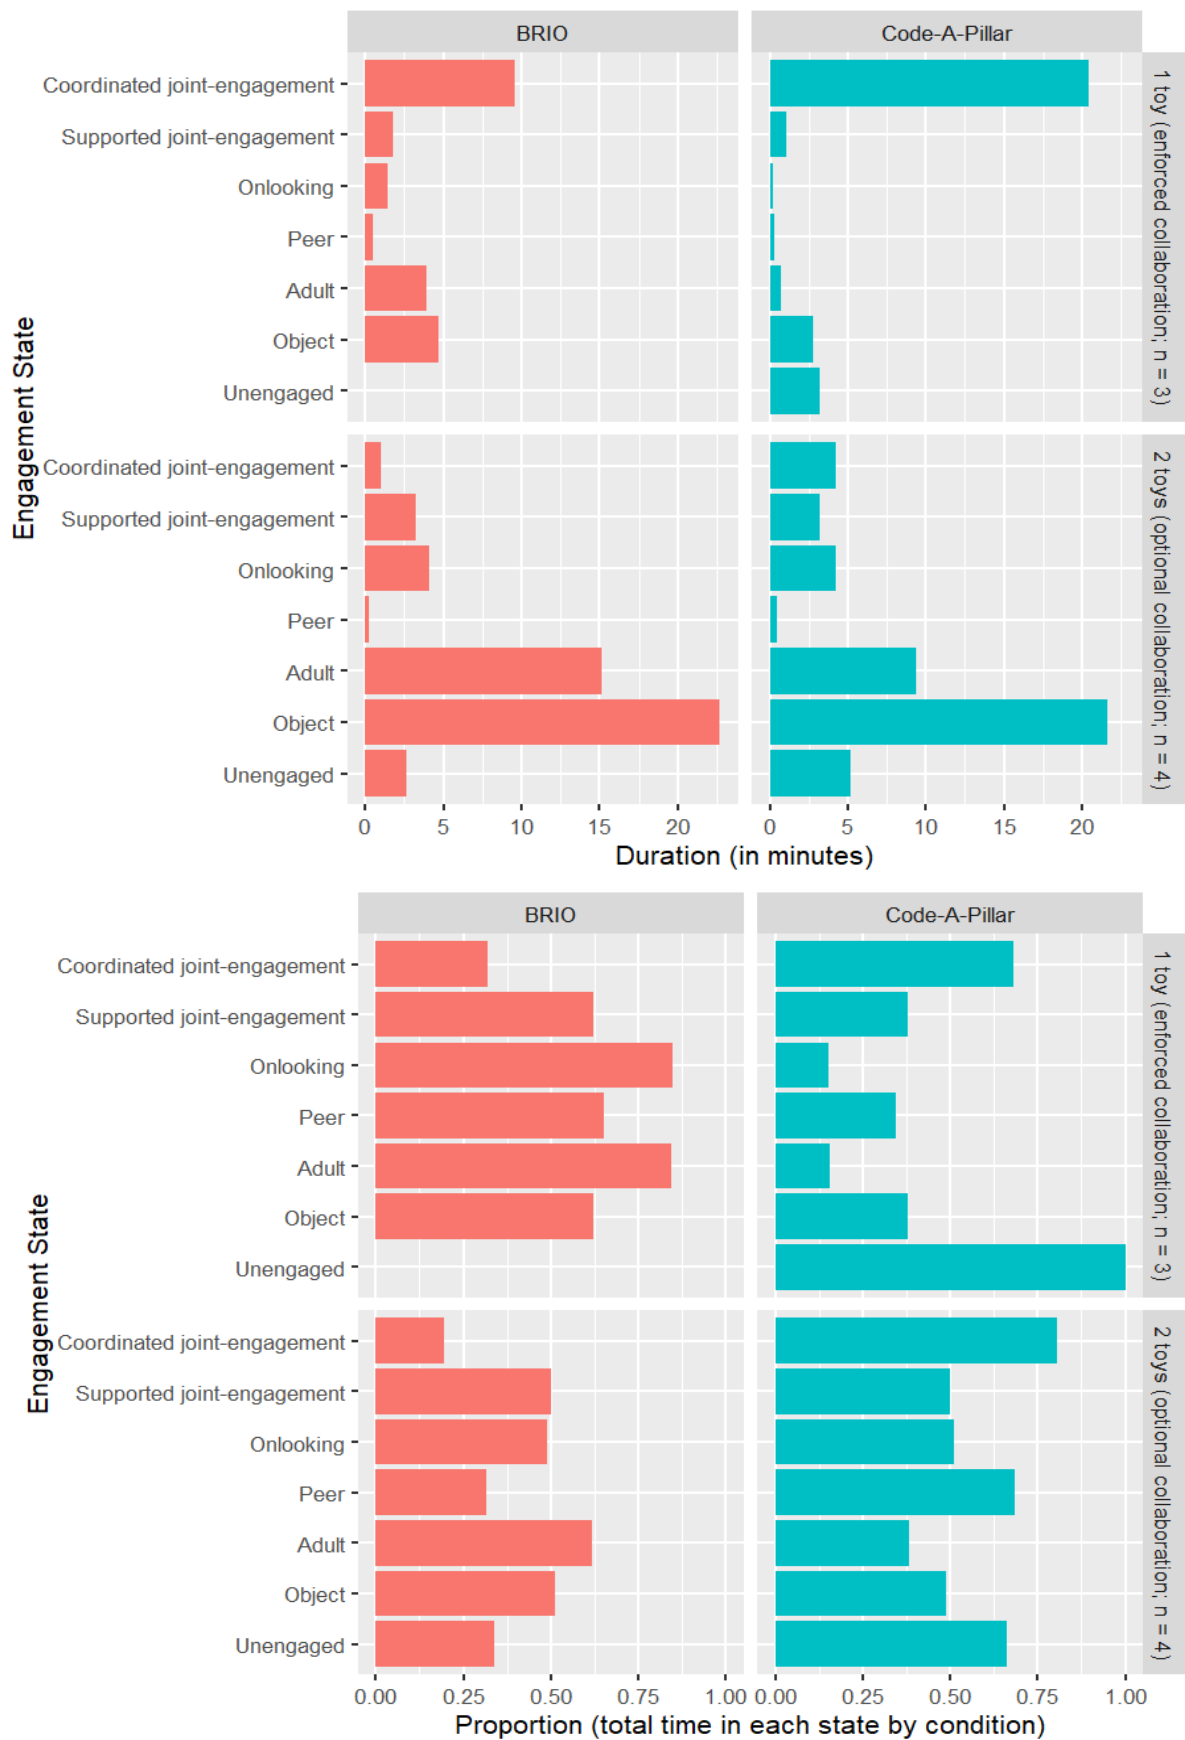 BRIO
Code-A-Pillar
Coordinated joint-engagement
Supported joint-engagement
Onlooking
Peer
Adult
Object
Unengaged
1 toy (enforced collaboration; n = 3)
Coordinated joint-engagement
Supported joint-engagement
Onlooking
Peer
Adult
Object
Unengaged
2 toys (optional collaboration; n = 4)
Engagement State
0 5 10 15 20 0 5 10 15 20
Duration (in minutes)
BRIO
Code-A-Pillar
Coordinated joint-engagement
Supported joint-engagement
Onlooking
Peer
Adult
Object
Unengaged
1 toy (enforced collaboration; n = 3)
Coordinated joint-engagement
Supported joint-engagement
Onlooking
Peer
Adult
Object
Unengaged
2 toys (optional collaboration; n = 4)
Engagement State
0.00 0.25 0.50 0.75 1.00 0.00 0.25 0.50 0.75 1.00
Proportion (total time in each state by condition)